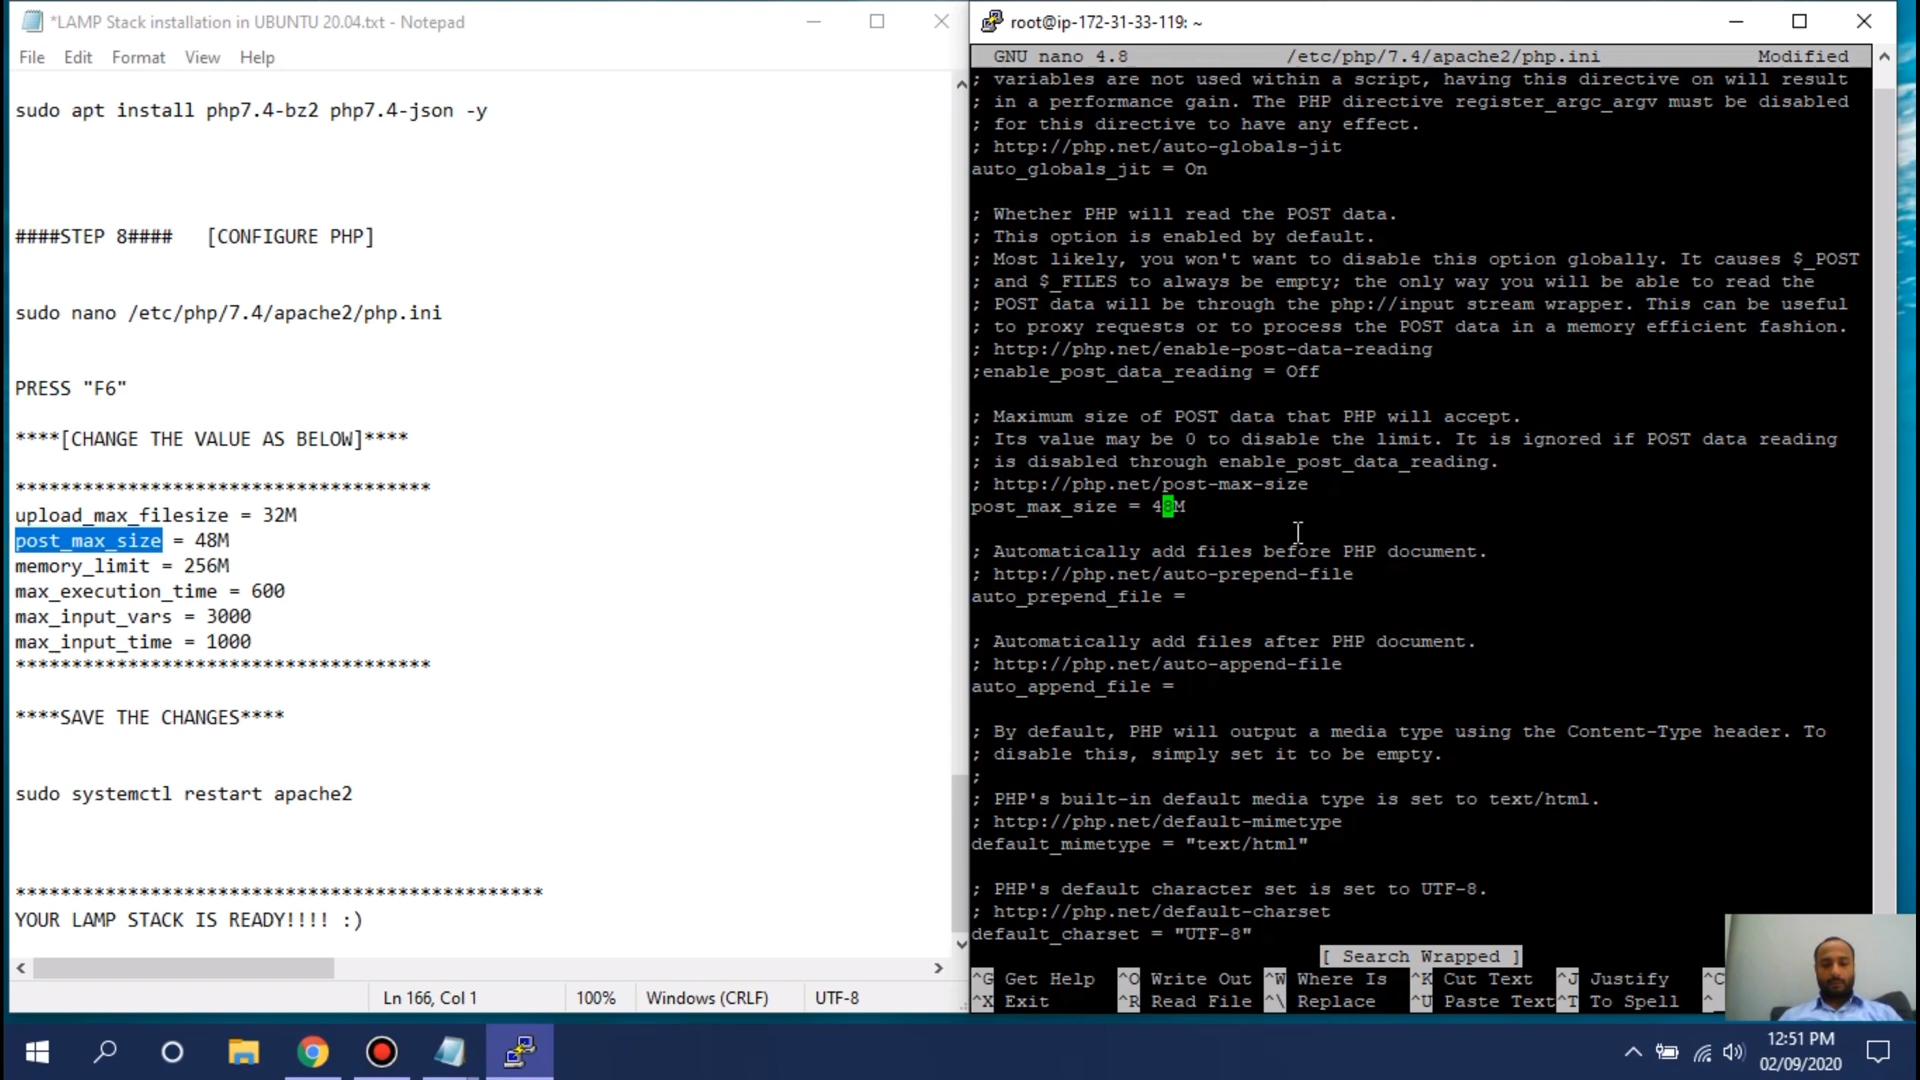 *LAMP Stack installation in UBUNTU 20.04.txt - Notepad
File Edit Format View Help
sudo apt install php7.4-bz2 php7.4-json -y
####STEP 8#### [CONFIGURE PHP]
sudo nano /etc/php/7.4/apache2/php.ini
PRESS "F6"
****[CHANGE THE VALUE AS BELOW]****
*************************************
upload_max_filesize = 32M
post_max_size = 48M
memory_limit = 256M
max_execution_time = 600
max_input_vars = 3000
max_input_time = 1000
*************************************
****SAVE THE CHANGES****
sudo systemctl restart apache2
***********************************************
YOUR LAMP STACK IS READY!!!! :)
Ln 166, Col 1 100% Windows (CRLF) UTF-8
root@ip-172-31-33-119: ~
GNU nano 4.8 /etc/php/7.4/apache2/php.ini Modified
; variables are not used within a script, having this directive on will result
; in a performance gain. The PHP directive register_argc_argv must be disabled
; for this directive to have any effect.
; http://php.net/auto-globals-jit
auto_globals_jit = On
; Whether PHP will read the POST data.
; This option is enabled by default.
; Most likely, you won't want to disable this option globally. It causes $_POST
; and $_FILES to always be empty; the only way you will be able to read the
; POST data will be through the php://input stream wrapper. This can be useful
; to proxy requests or to process the POST data in a memory efficient fashion.
; http://php.net/enable-post-data-reading
;enable_post_data_reading = Off
; Maximum size of POST data that PHP will accept.
; Its value may be 0 to disable the limit. It is ignored if POST data reading
; is disabled through enable_post_data_reading.
; http://php.net/post-max-size
post_max_size = 48M
; Automatically add files before PHP document.
; http://php.net/auto-prepend-file
auto_prepend_file =
; Automatically add files after PHP document.
; http://php.net/auto-append-file
auto_append_file =
; By default, PHP will output a media type using the Content-Type header. To
; disable this, simply set it to be empty.
;
; PHP's built-in default media type is set to text/html.
; http://php.net/default-mimetype
default_mimetype = "text/html"
; PHP's default character set is set to UTF-8.
; http://php.net/default-charset
default_charset = "UTF-8"
[ Search Wrapped ]
^G Get Help ^O Write Out ^W Where Is ^K Cut Text ^J Justify ^C
^X Exit ^R Read File ^\ Replace ^U Paste Text^T To Spell ^
12:51 PM
02/09/2020